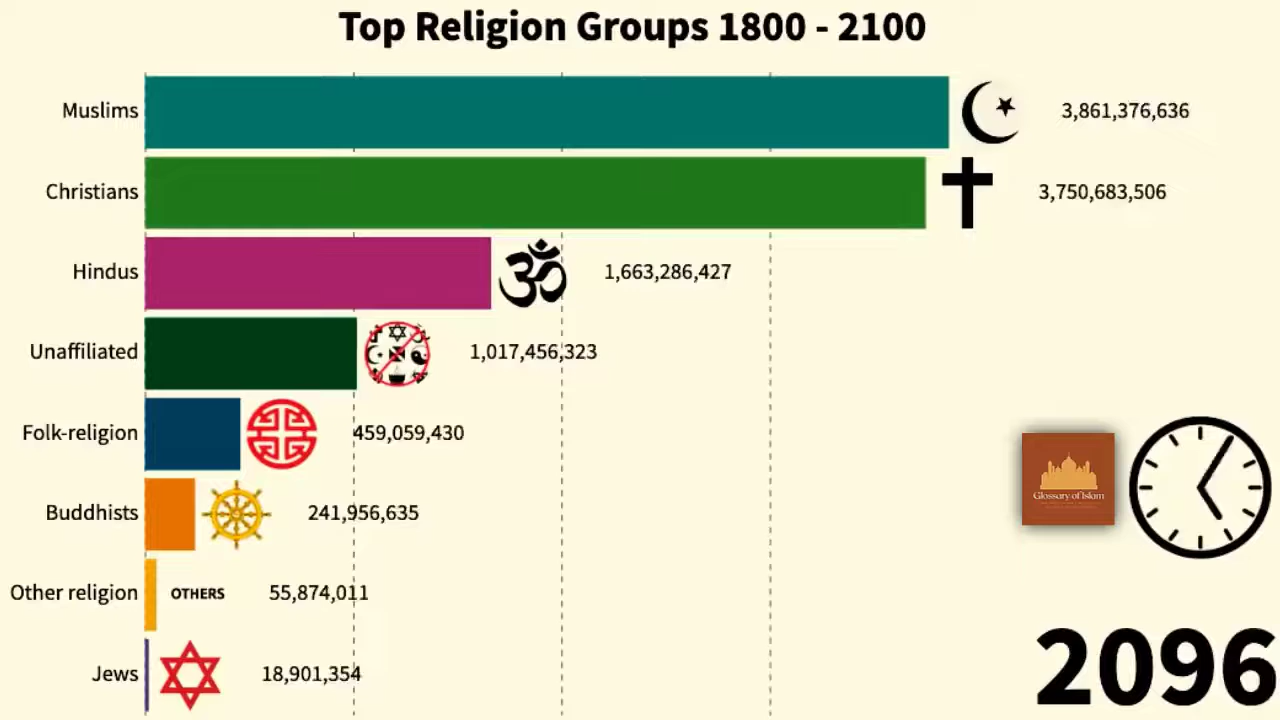 Top Religion Groups 1800 - 2100
Muslims 3,861,376,636
Christians 3,750,683,506
Hindus 1,663,286,427
Unaffiliated 1,017,456,323
Folk-religion 459,059,430
Buddhists 241,956,635
Glossary of Islam
Other religion OTHERS 55,874,011
Jews 18,901,354
2096